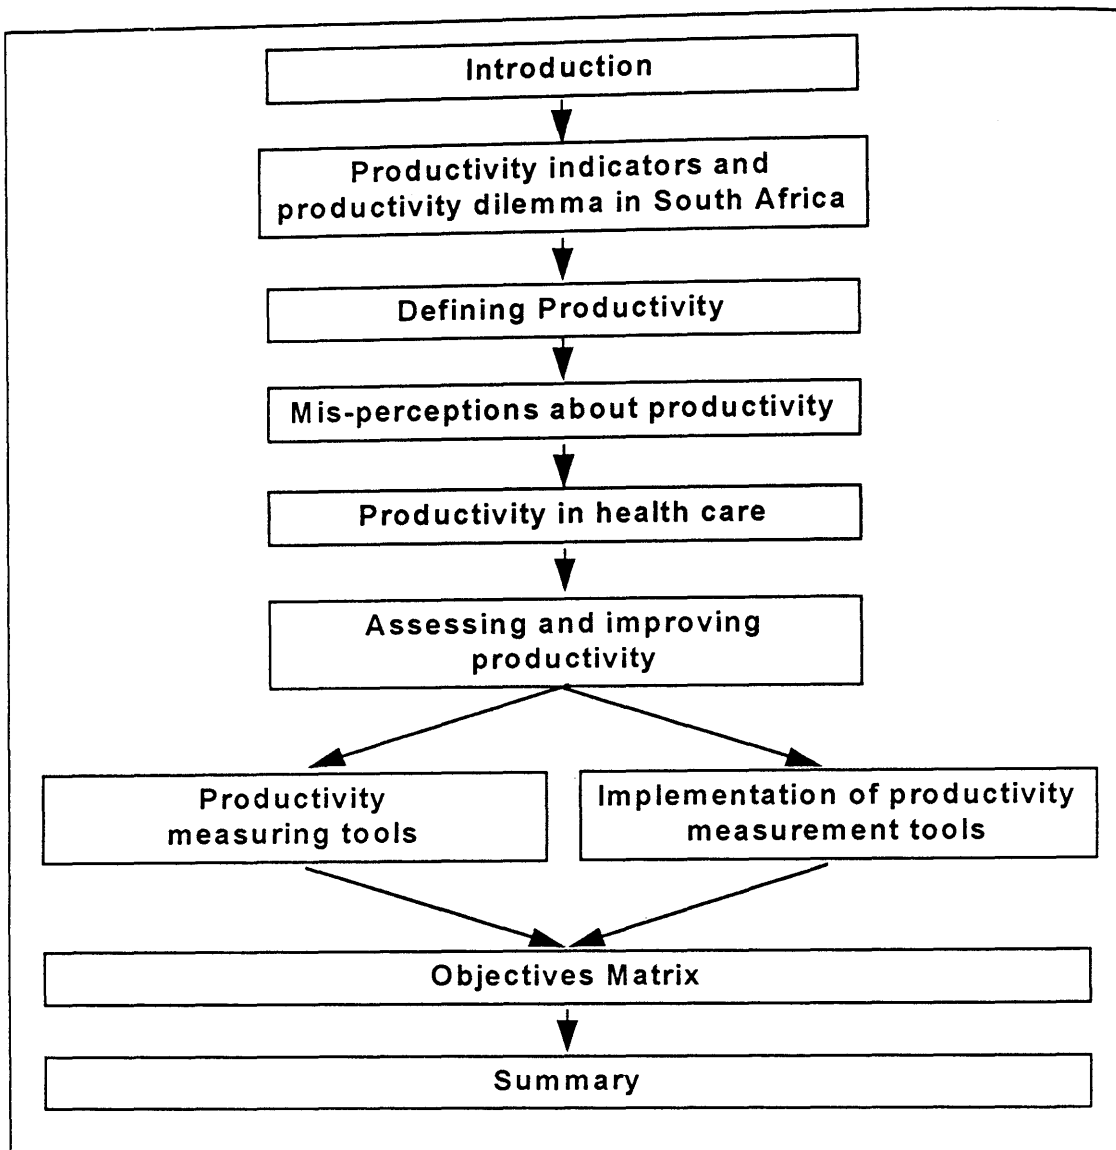 Introduction
Productivity indicators and
productivity dilemma in South Africa
Defining Productivity
Mis-perceptions about productivity
Productivity in health care
Assessing and improving
productivity
Productivity
measuring tools
Implementation of productivity
measurement tools
Objectives Matrix
Summary